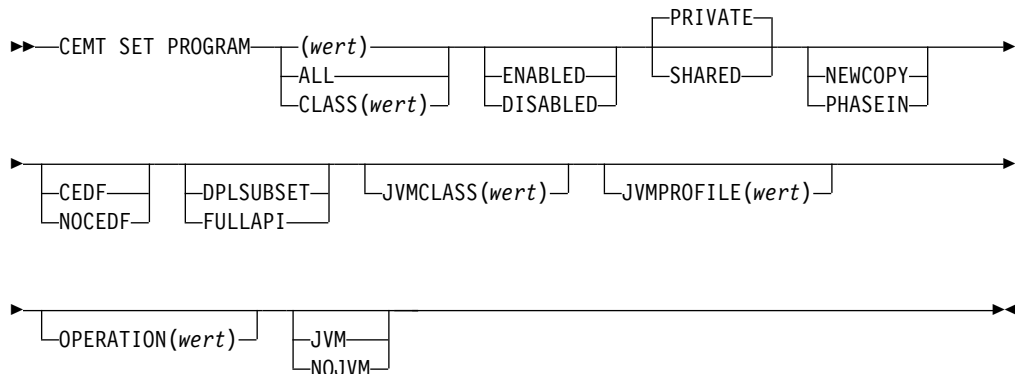 PRIVATE
CEMT SET PROGRAM (wert)
ALL ENABLED SHARED NEWCOPY
CLASS(wert) DISABLED PHASEIN
CEDF DPLSUBSET JVMCLASS(wert) JVMPROFILE(wert)
NOCEDF FULLAPI
OPERATION(wert) JVM
NOJVM